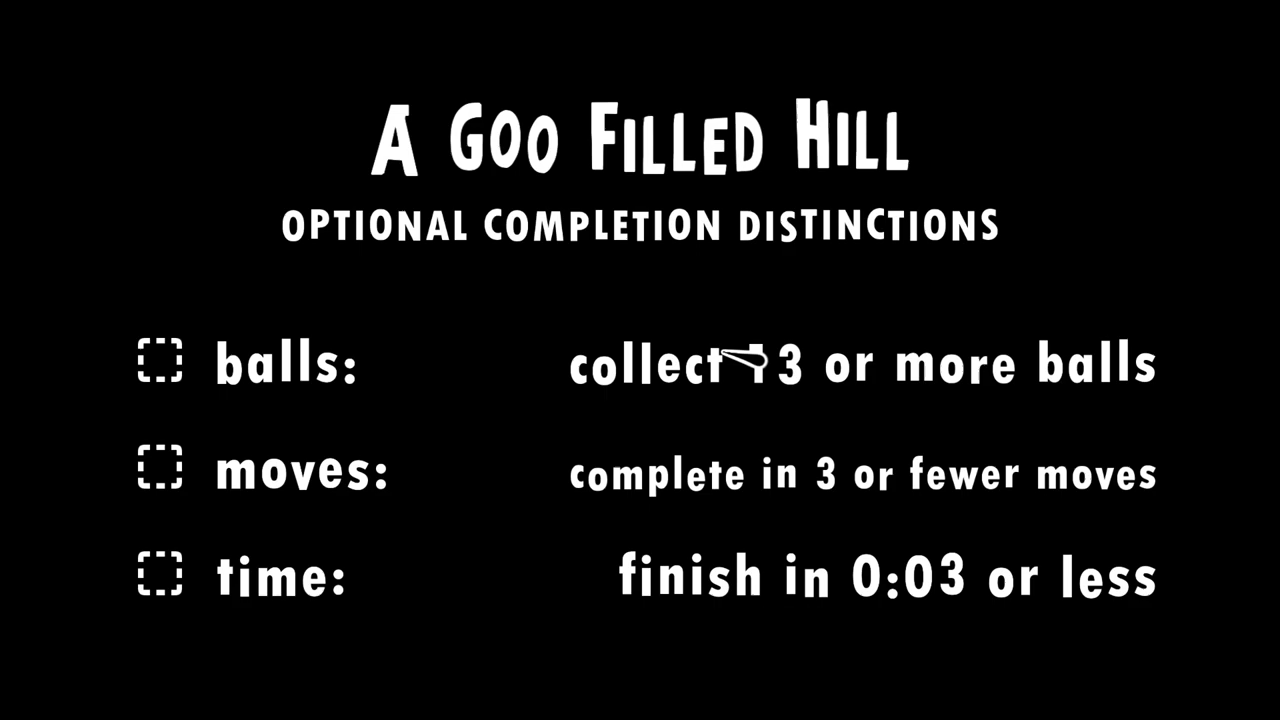 A Goo Filled Hill
OPTIONAL COMPLETION DISTINCTIONS
balls: collect 13 or more balls
moves: complete in 3 or fewer moves
time: finish in 0:03 or less